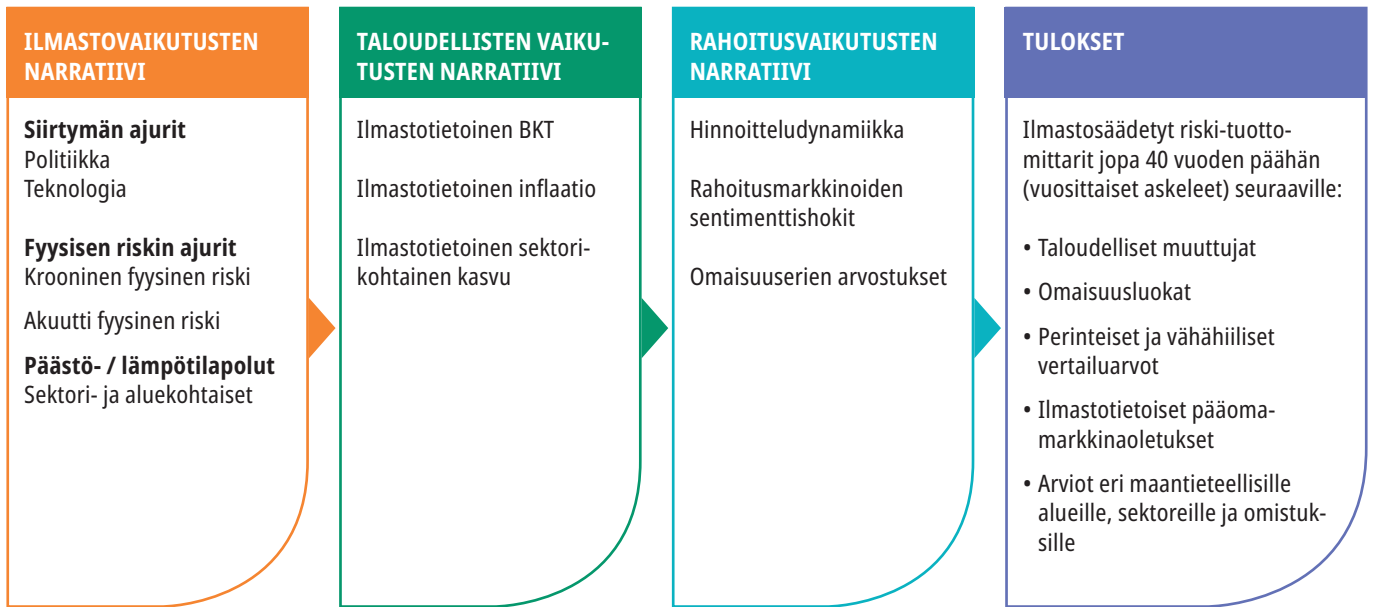 ILMASTOVAIKUTUSTEN
NARRATIIVI
Siirtymän ajurit
Politiikka
Teknologia
Fyysisen riskin ajurit
Krooninen fyysinen riski
Akuutti fyysinen riski
Päästö- / lämpötilapolut
Sektori- ja aluekohtaiset
TALOUDELLISTEN VAIKU-
TUSTEN NARRATIIVI
Ilmastotietoinen BKT
Ilmastotietoinen inflaatio
Ilmastotietoinen sektori-
kohtainen kasvu
RAHOITUSVAIKUTUSTEN
NARRATIIVI
Hinnoitteludynamiikka
Rahoitusmarkkinoiden
sentimenttishokit
Omaisuuserien arvostukset
TULOKSET
Ilmastosäädetyt riski-tuotto-
mittarit jopa 40 vuoden päähän
(vuosittaiset askeleet) seuraaville:
• Taloudelliset muuttujat
• Omaisuusluokat
• Perinteiset ja vähähiiliset
vertailuarvot
• Ilmastotietoiset pääoma-
markkinaoletukset
• Arviot eri maantieteellisille
alueille, sektoreille ja omistuk-
sille